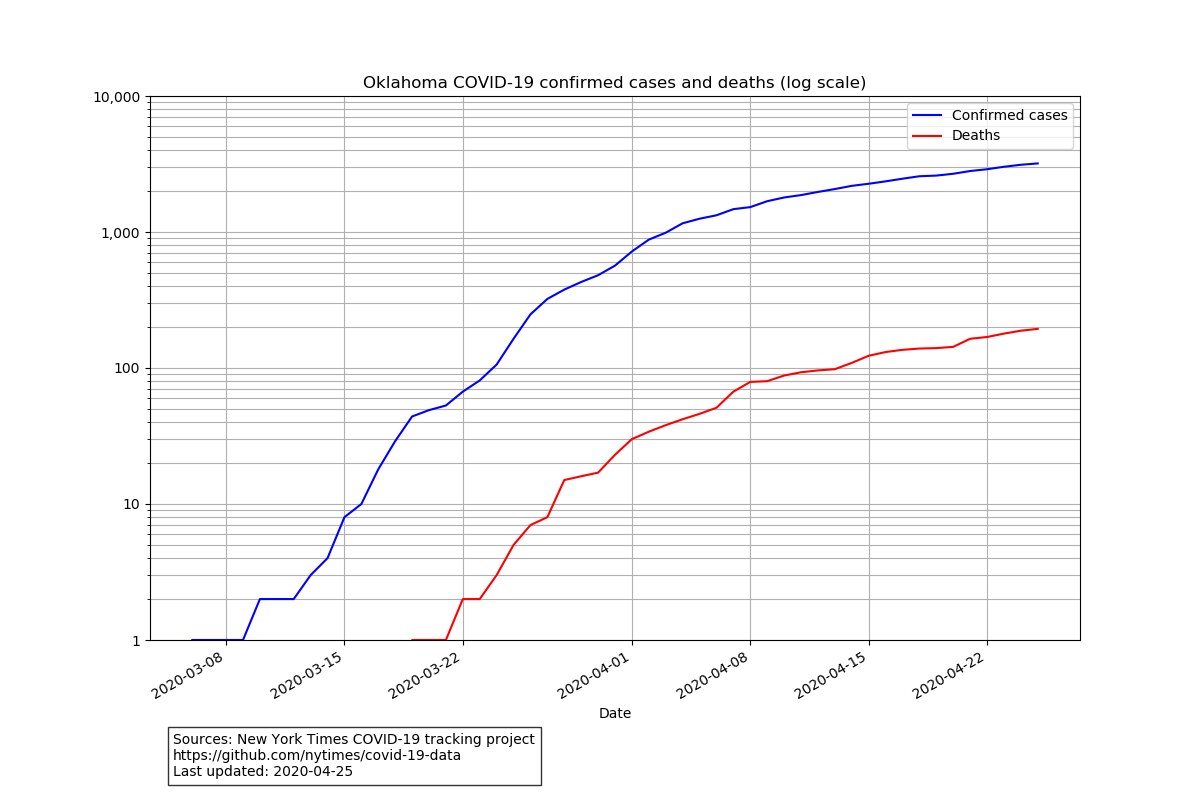 Oklahoma COVID-19 confirmed cases and deaths (log scale)
10,000
1,000
100
10
1
Confirmed cases
Deaths
2020-03-08
2020-03-15
2020-03-22
2020-04-01
2020-04-08
2020-04-15
2020-04-22
Date
Sources: New York Times COVID-19 tracking project
https://github.com/nytimes/covid-19-data
Last updated: 2020-04-25